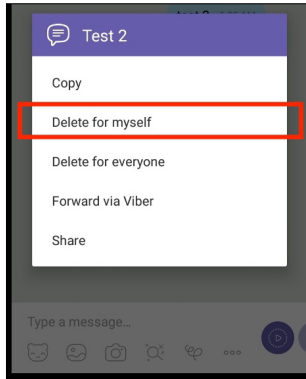 Test 2
Copy
Delete for myself
Delete for everyone
Forward via Viber
Share
Type a message...